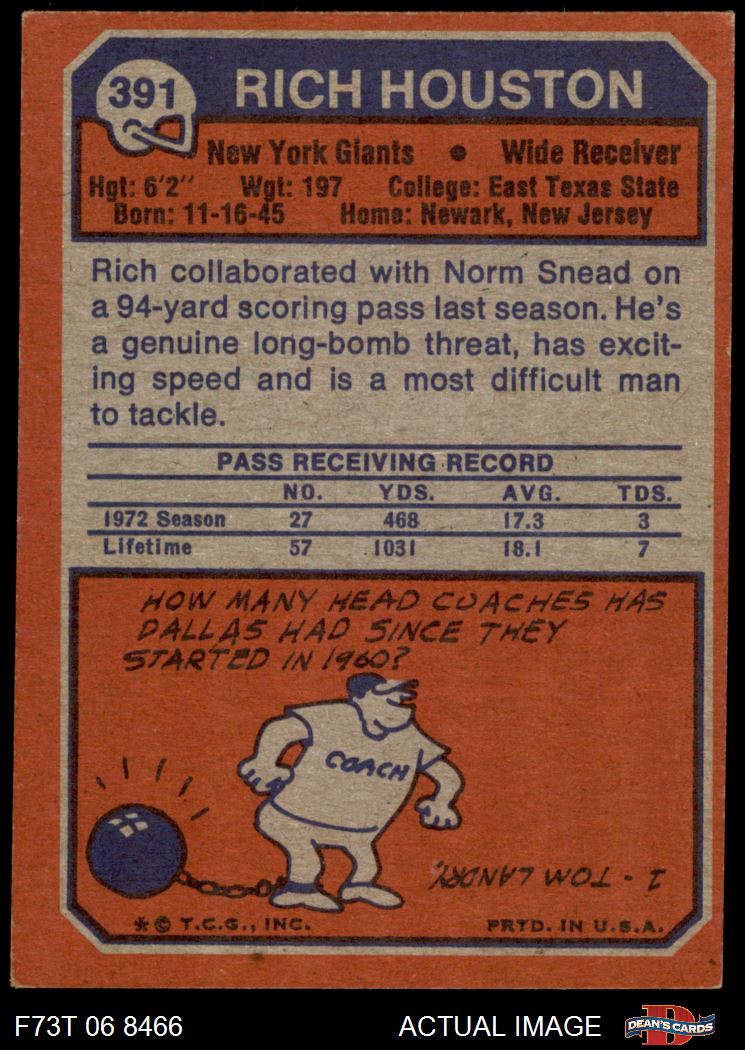 391
RICH HOUSTON
New York Giants • Wide Receiver
Hgt: 6'2" Wgt: 197 College: East Texas State
Born: 11-16-45 Home: Newark, New Jersey
Rich collaborated with Norm Snead on
a 94-yard scoring pass last season. He's
a genuine long-bomb threat, has excit-
ing speed and is a most difficult man
to tackle.
PASS RECEIVING RECORD
NO. YDS. AVG. TDS.
1972 Season 27 468 17.3 3
Lifetime 57 1031 18.1 7
HOW MANY HEAD COACHES HAS
DALLAS HAD SINCE THEY
STARTED IN 1960?
COACH
1 - TOM LANDRY.
* © T.C.G., INC. PRTD. IN U.S.A.
F73T 06 8466 ACTUAL IMAGE
D
DEAN'S CARDS